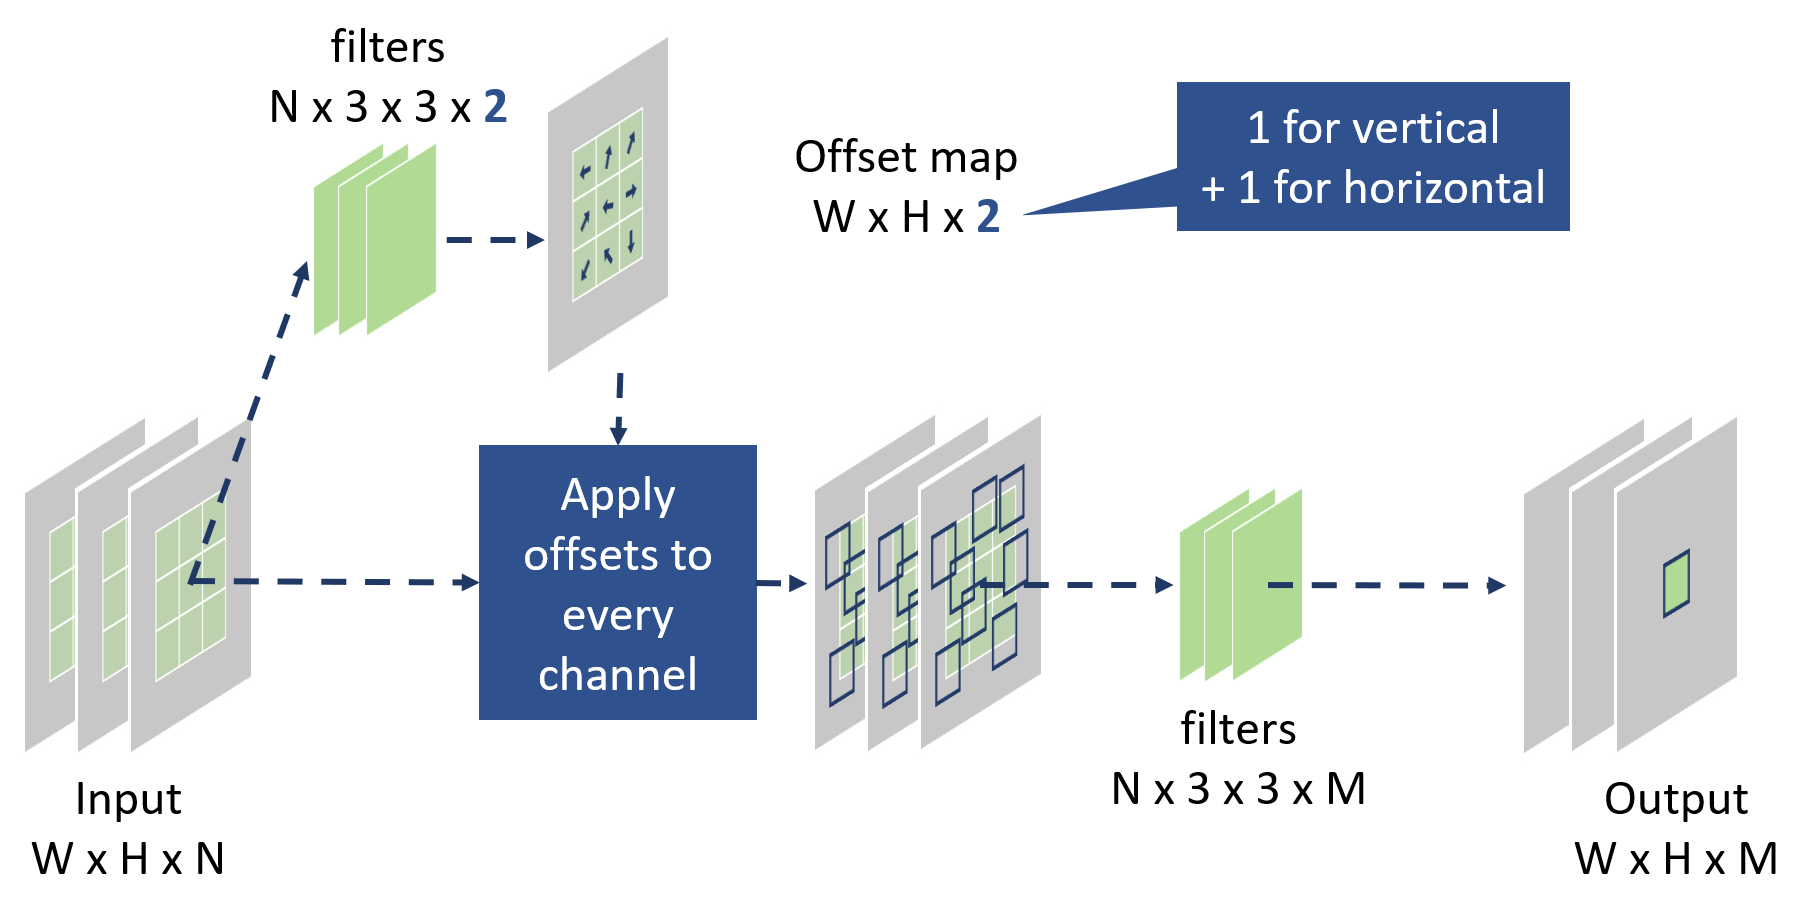 filters
N x 3 x 3 x 2
Offset map
W x H x 2
1 for vertical
+ 1 for horizontal
Apply
offsets to
every
channel
Input
W x H x N
filters
N x 3 x 3 x M
Output
W x H x M